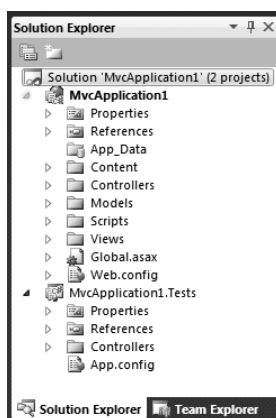 Solution Explorer
Solution 'MvcApplication1' (2 projects)
MvcApplication1
Properties
References
App_Data
Content
Controllers
Models
Scripts
Views
Global.asax
Web.config
MvcApplication1.Tests
Properties
References
Controllers
App.config
Solution Explorer Team Explorer